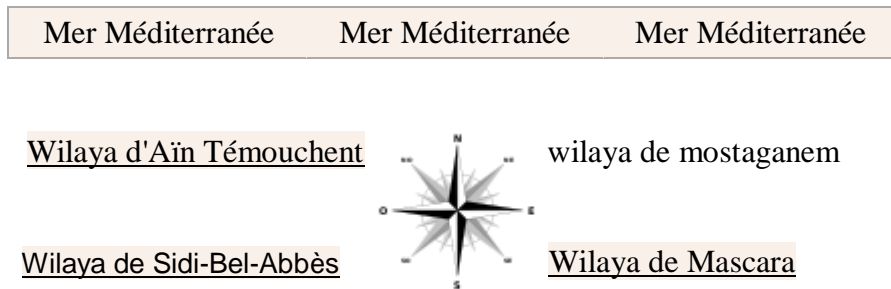 Mer Méditerranée Mer Méditerranée Mer Méditerranée
N
Wilaya d'Aïn Témouchent wilaya de mostaganem
O E
Wilaya de Sidi-Bel-Abbès Wilaya de Mascara
S